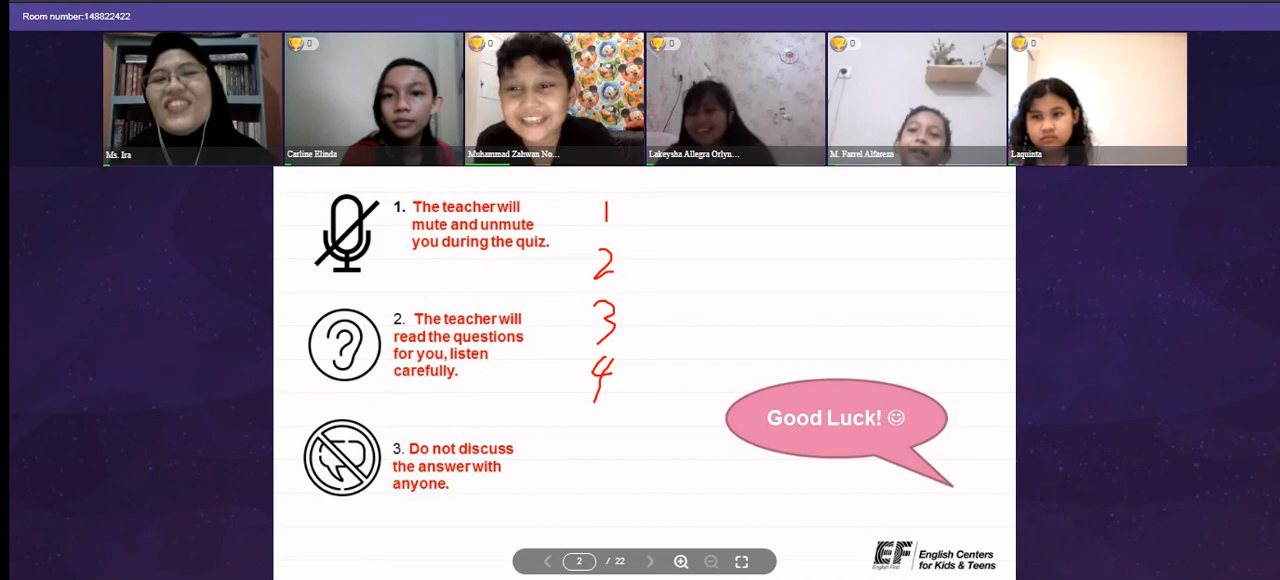 Room number:148822422
0
0
0
0
0
Ms. Ira
Carline Elinda
Muhammad Zahwan No...
Lakeysha Allegra Orlyn...
M. Farrel Alfareza
Laquinta
1. The teacher will
mute and unmute
you during the quiz.
1
2
3
4
2. The teacher will
read the questions
for you, listen
carefully.
3. Do not discuss
the answer with
anyone.
Good Luck! ☺
2 / 22
EF
English First
English Centers
for Kids & Teens